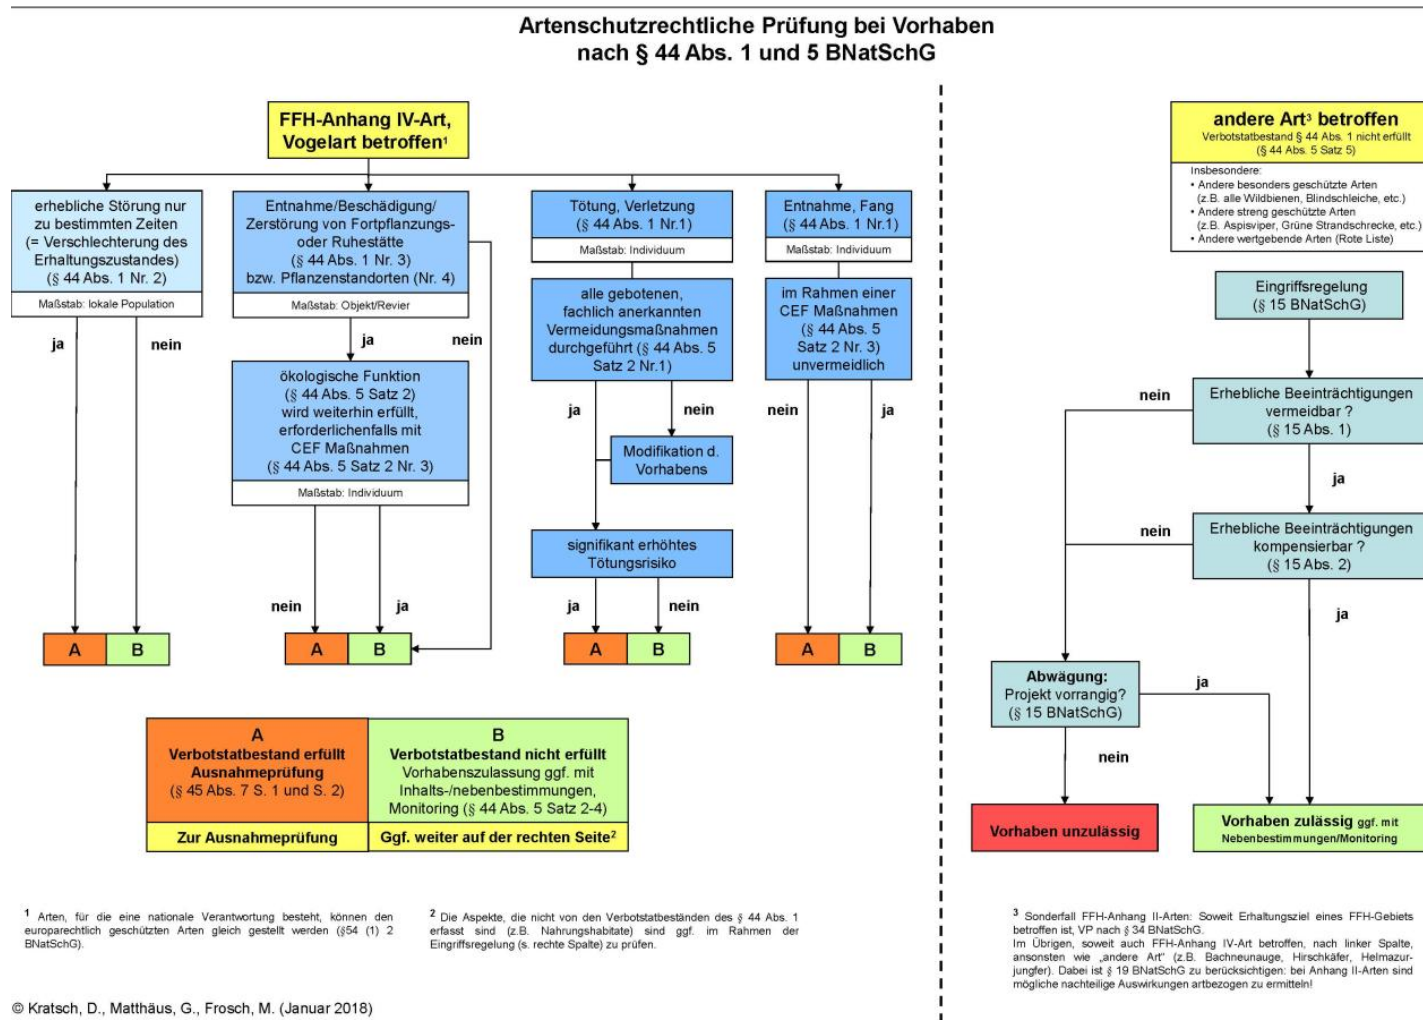 Artenschutzrechtliche Prüfung bei Vorhaben
nach § 44 Abs. 1 und 5 BNatSchG
FFH-Anhang IV-Art,
Vogelart betroffen¹
erhebliche Störung nur
zu bestimmten Zeiten
(= Verschlechterung des
Erhaltungszustandes)
(§ 44 Abs. 1 Nr. 2)
Maßstab: lokale Population
ja
nein
Entnahme/Beschädigung/
Zerstörung von Fortpflanzungs-
oder Ruhestätte
(§ 44 Abs. 1 Nr. 3)
bzw. Pflanzenstandorten (Nr. 4)
Maßstab: Objekt/Revier
ja
nein
ökologische Funktion
(§ 44 Abs. 5 Satz 2)
wird weiterhin erfüllt,
erforderlichenfalls mit
CEF Maßnahmen
(§ 44 Abs. 5 Satz 2 Nr. 3)
Maßstab: Individuum
nein
ja
Tötung, Verletzung
(§ 44 Abs. 1 Nr.1)
Maßstab: Individuum
alle gebotenen,
fachlich anerkannten
Vermeidungsmaßnahmen
durchgeführt (§ 44 Abs. 5
Satz 2 Nr.1)
ja
nein
Modifikation d.
Vorhabens
signifikant erhöhtes
Tötungsrisiko
ja
nein
Entnahme, Fang
(§ 44 Abs. 1 Nr.1)
Maßstab: Individuum
im Rahmen einer
CEF Maßnahmen
(§ 44 Abs. 5
Satz 2 Nr. 3)
unvermeidlich
nein
ja
A B
A B
A B
A B
A
Verbotstatbestand erfüllt
Ausnahmeprüfung
(§ 45 Abs. 7 S. 1 und S. 2)
Zur Ausnahmeprüfung
B
Verbotstatbestand nicht erfüllt
Vorhabenszulassung ggf. mit
Inhalts-/nebenbestimmungen,
Monitoring (§ 44 Abs. 5 Satz 2-4)
Ggf. weiter auf der rechten Seite²
andere Art³ betroffen
Verbotstatbestand § 44 Abs. 1 nicht erfüllt
(§ 44 Abs. 5 Satz 5)
Insbesondere:
• Andere besonders geschützte Arten
(z.B. alle Wildbienen, Blindschleiche, etc.)
• Andere streng geschützte Arten
(z.B. Aspisviper, Grüne Strandschrecke, etc.)
• Andere wertgebende Arten (Rote Liste)
Eingriffsregelung
(§ 15 BNatSchG)
Erhebliche Beeinträchtigungen
vermeidbar ?
(§ 15 Abs. 1)
nein
ja
Erhebliche Beeinträchtigungen
kompensierbar ?
(§ 15 Abs. 2)
nein
ja
Abwägung:
Projekt vorrangig?
(§ 15 BNatSchG)
ja
nein
Vorhaben unzulässig
Vorhaben zulässig ggf. mit
Nebenbestimmungen/Monitoring
¹ Arten, für die eine nationale Verantwortung besteht, können den
europarechtlich geschützten Arten gleich gestellt werden (§54 (1) 2
BNatSchG).
² Die Aspekte, die nicht von den Verbotstatbeständen des § 44 Abs. 1
erfasst sind (z.B. Nahrungshabitate) sind ggf. im Rahmen der
Eingriffsregelung (s. rechte Spalte) zu prüfen.
³ Sonderfall FFH-Anhang II-Arten: Soweit Erhaltungsziel eines FFH-Gebiets
betroffen ist, VP nach § 34 BNatSchG.
Im Übrigen, soweit auch FFH-Anhang IV-Art betroffen, nach linker Spalte,
ansonsten wie „andere Art" (z.B. Bachneunauge, Hirschkäfer, Helmazur-
jungfer). Dabei ist § 19 BNatSchG zu berücksichtigen: bei Anhang II-Arten sind
mögliche nachteilige Auswirkungen artbezogen zu ermitteln!
© Kratsch, D., Matthäus, G., Frosch, M. (Januar 2018)